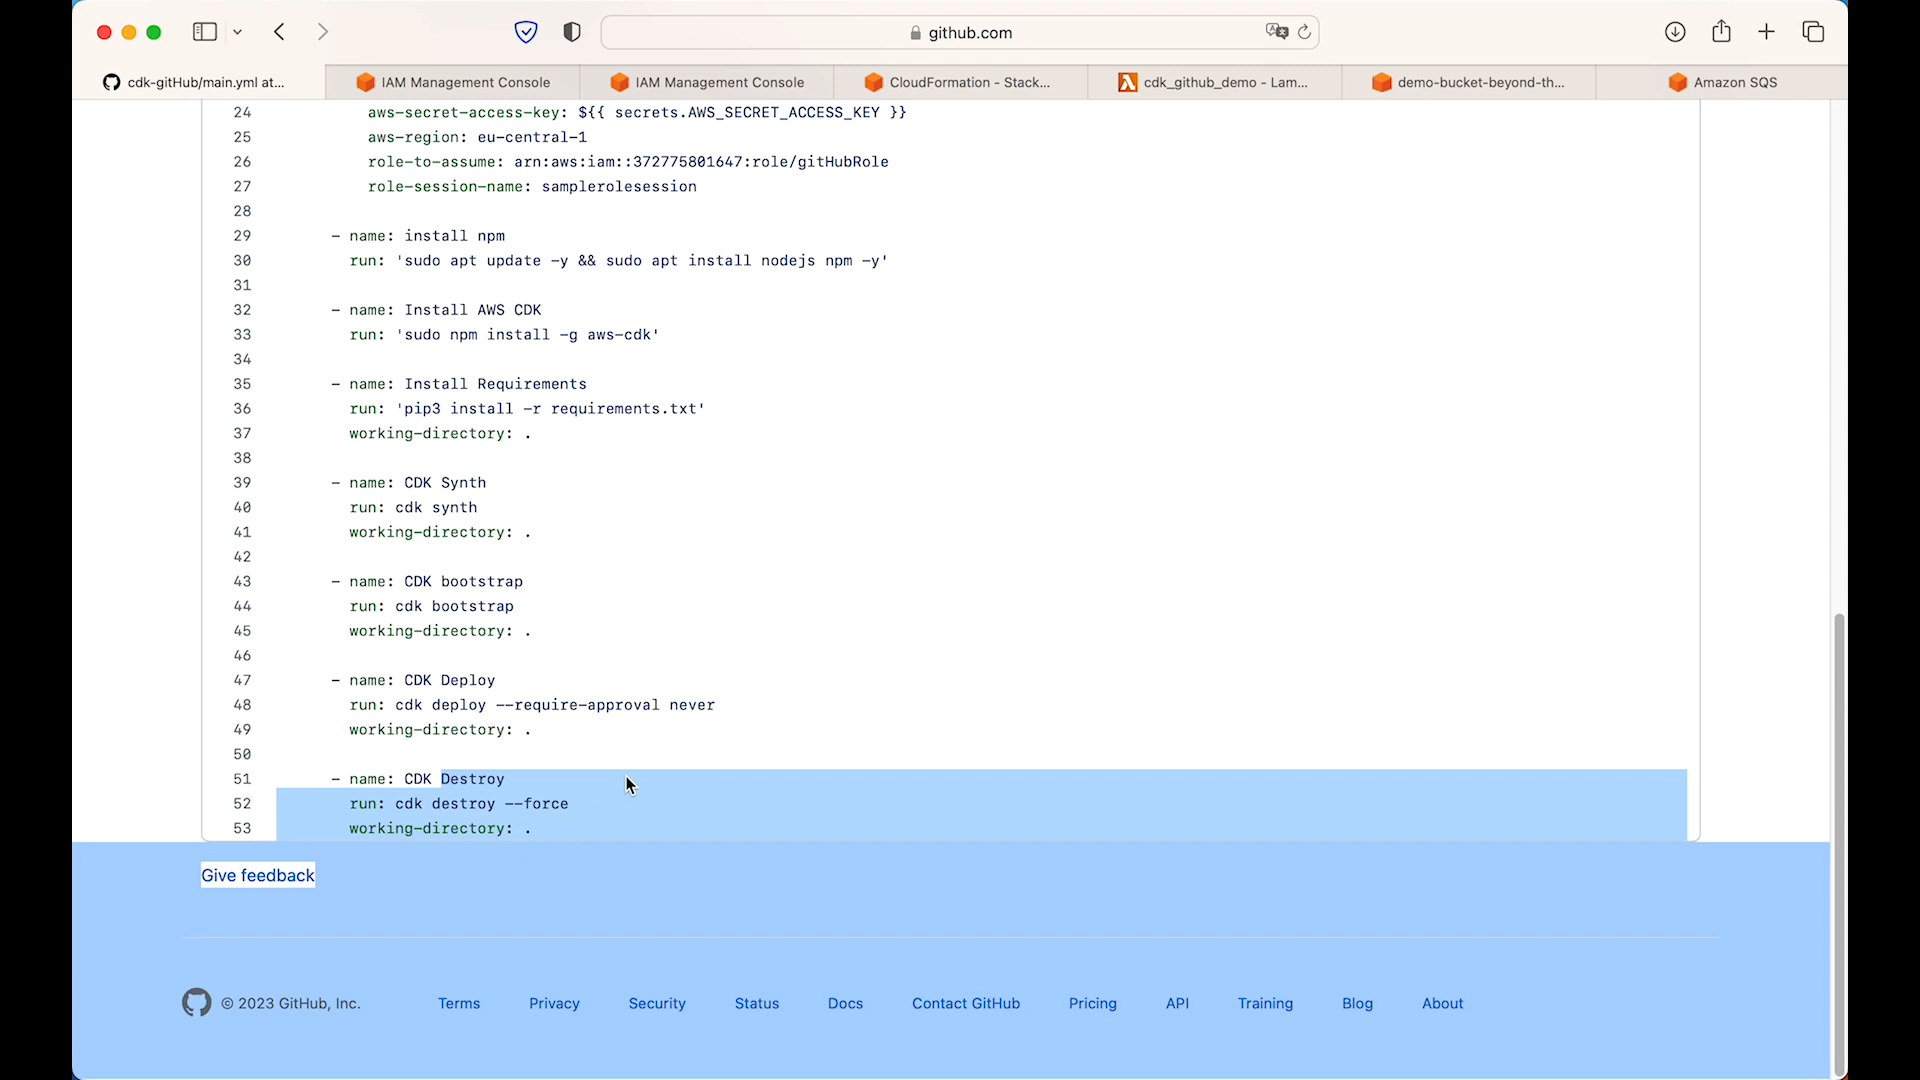 github.com
cdk-gitHub/main.yml at...
IAM Management Console
IAM Management Console
CloudFormation - Stack...
cdk_github_demo - Lam...
demo-bucket-beyond-th...
Amazon SQS
24 aws-secret-access-key: ${{ secrets.AWS_SECRET_ACCESS_KEY }}
25 aws-region: eu-central-1
26 role-to-assume: arn:aws:iam::372775801647:role/gitHubRole
27 role-session-name: samplerolesession
28
29 - name: install npm
30 run: 'sudo apt update -y && sudo apt install nodejs npm -y'
31
32 - name: Install AWS CDK
33 run: 'sudo npm install -g aws-cdk'
34
35 - name: Install Requirements
36 run: 'pip3 install -r requirements.txt'
37 working-directory: .
38
39 - name: CDK Synth
40 run: cdk synth
41 working-directory: .
42
43 - name: CDK bootstrap
44 run: cdk bootstrap
45 working-directory: .
46
47 - name: CDK Deploy
48 run: cdk deploy --require-approval never
49 working-directory: .
50
51 - name: CDK Destroy
52 run: cdk destroy --force
53 working-directory: .
Give feedback
© 2023 GitHub, Inc. Terms Privacy Security Status Docs Contact GitHub Pricing API Training Blog About